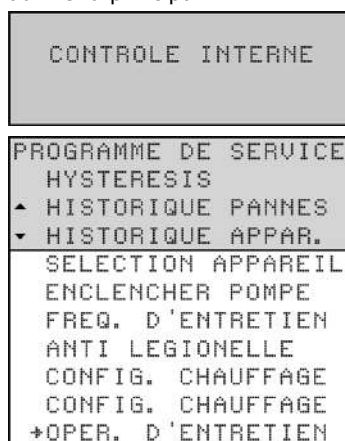 CONTROLE INTERNE
PROGRAMME DE SERVICE
HYSTERESIS
HISTORIQUE PANNES
HISTORIQUE APPAR.
SELECTION APPAREIL
ENCLENCHER POMPE
FREQ. D'ENTRETIEN
ANTI LEGIONELLE
CONFIG. CHAUFFAGE
CONFIG. CHAUFFAGE
→OPER. D'ENTRETIEN